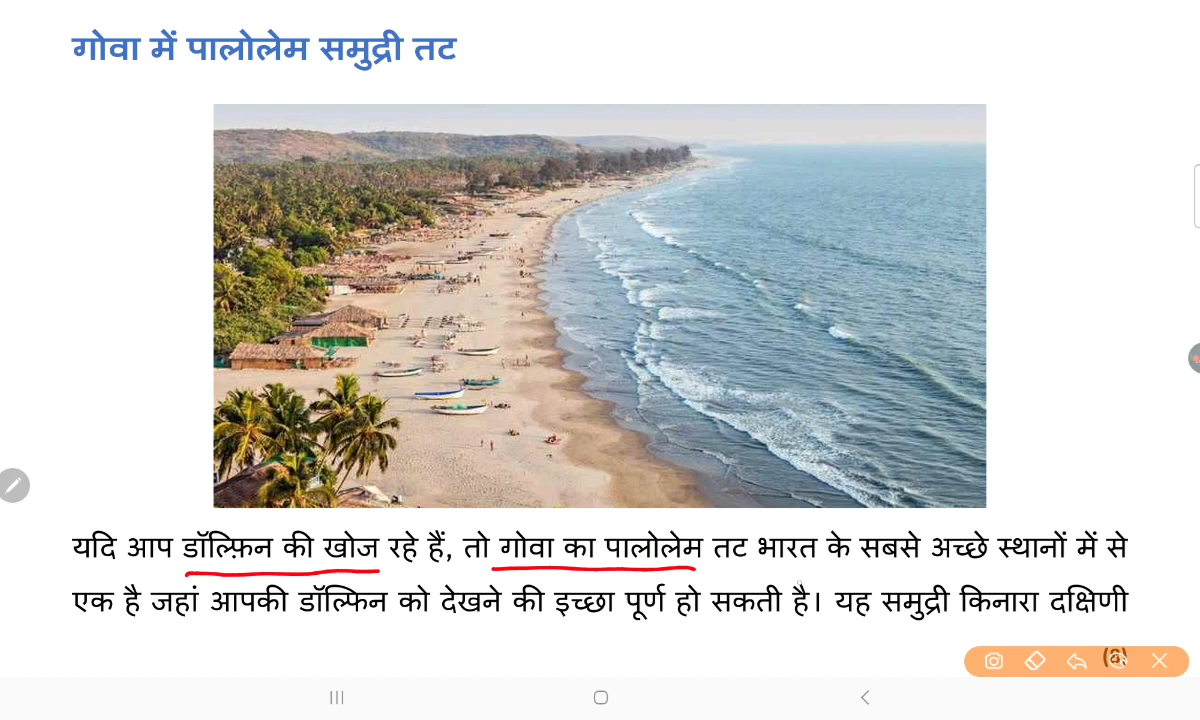 गोवा में पालोलेम समुद्री तट
यदि आप डॉल्फ़िन की खोज रहे हैं, तो गोवा का पालोलेम तट भारत के सबसे अच्छे स्थानों में से
एक है जहां आपकी डॉल्फिन को देखने की इच्छा पूर्ण हो सकती है। यह समुद्री किनारा दक्षिणी